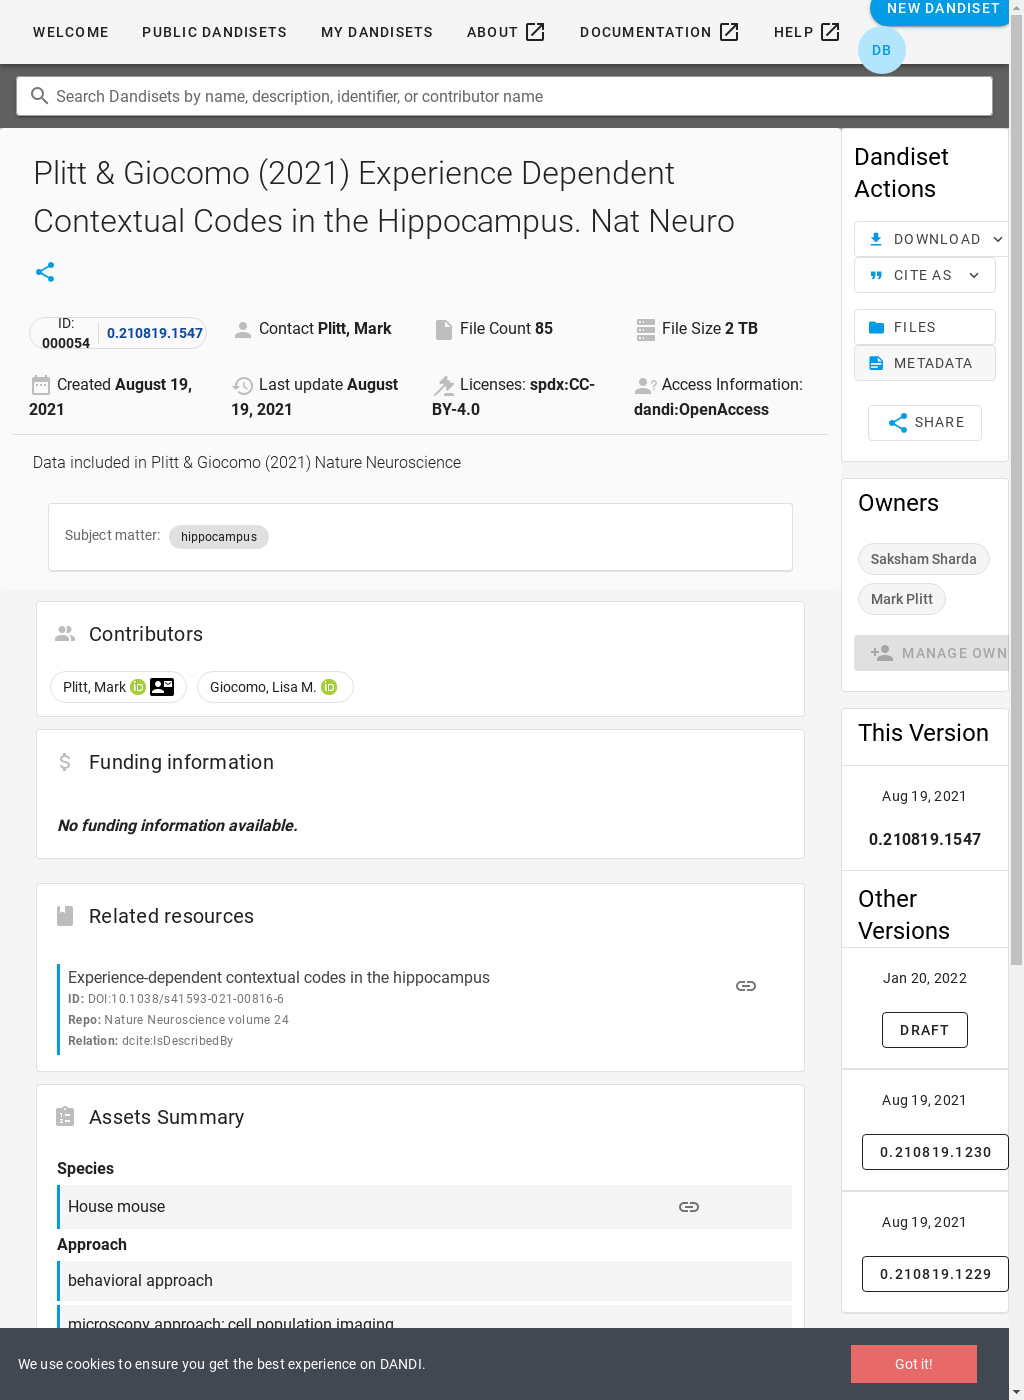 WELCOME
PUBLIC DANDISETS
MY DANDISETS
ABOUT
DOCUMENTATION
HELP
NEW DANDISET
DB
Search Dandisets by name, description, identifier, or contributor name
Plitt & Giocomo (2021) Experience Dependent
Contextual Codes in the Hippocampus. Nat Neuro
ID:
000054
0.210819.1547
Contact Plitt, Mark
File Count 85
File Size 2 TB
Created August 19,
2021
Last update August
19, 2021
Licenses: spdx:CC-
BY-4.0
Access Information:
dandi:OpenAccess
Data included in Plitt & Giocomo (2021) Nature Neuroscience
Subject matter:
hippocampus
Contributors
Plitt, Mark iD
Giocomo, Lisa M. iD
Funding information
No funding information available.
Related resources
Experience-dependent contextual codes in the hippocampus
ID: DOI:10.1038/s41593-021-00816-6
Repo: Nature Neuroscience volume 24
Relation: dcite:IsDescribedBy
Assets Summary
Species
House mouse
Approach
behavioral approach
microscopy approach; cell population imaging
Dandiset
Actions
DOWNLOAD
CITE AS
FILES
METADATA
SHARE
Owners
Saksham Sharda
Mark Plitt
MANAGE OWN
This Version
Aug 19, 2021
0.210819.1547
Other
Versions
Jan 20, 2022
DRAFT
Aug 19, 2021
0.210819.1230
Aug 19, 2021
0.210819.1229
We use cookies to ensure you get the best experience on DANDI.
Got it!